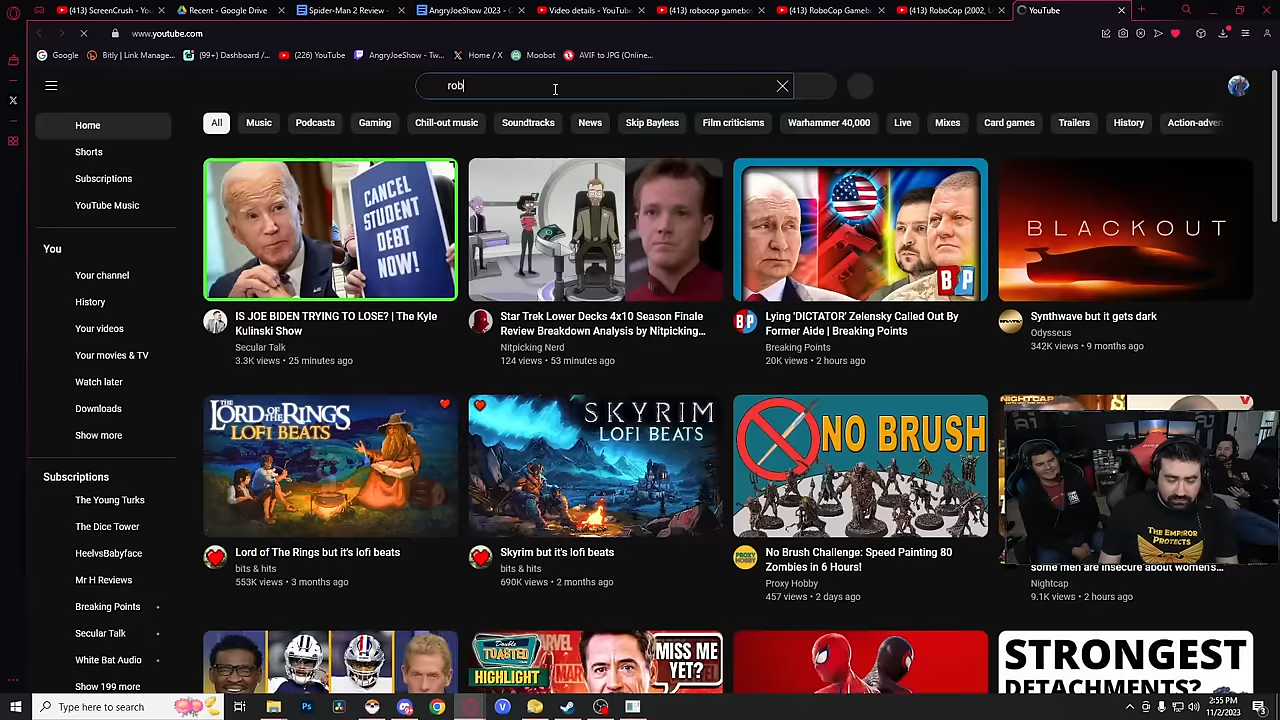 (413) ScreenCrush - YouTu
Recent - Google Drive
Spider-Man 2 Review -
AngryJoeShow 2023 - G
Video details - YouTube
(413) robocop gameboy
(413) RoboCop Gameb
(413) RoboCop (2002, U
YouTube
www.youtube.com
Google
Bitly | Link Manage...
(99+) Dashboard /...
(226) YouTube
AngryJoeShow - Tw...
Home / X
Moobot
AVIF to JPG (Onlin...
rob
Home
Shorts
Subscriptions
YouTube Music
You
Your channel
History
Your videos
Your movies & TV
Watch later
Downloads
Show more
Subscriptions
The Young Turks
The Dice Tower
HeelvsBabyface
Mr H Reviews
Breaking Points
Secular Talk
White Bat Audio
Show 199 more
All
Music
Podcasts
Gaming
Chill-out music
Soundtracks
News
Skip Bayless
Film criticisms
Warhammer 40,000
Live
Mixes
Card games
Trailers
History
Action-adven
CANCEL
STUDENT
DEBT
NOW!
IS JOE BIDEN TRYING TO LOSE? | The Kyle
Kulinski Show
Secular Talk
3.3K views • 25 minutes ago
Star Trek Lower Decks 4x10 Season Finale
Review Breakdown Analysis by Nitpicking...
Nitpicking Nerd
124 views • 53 minutes ago
BP
BP
Lying 'DICTATOR' Zelensky Called Out By
Former Aide | Breaking Points
Breaking Points
20K views • 2 hours ago
BLACKOUT
Synthwave but it gets dark
Odysseus
342K views • 9 months ago
THE
LORD OF THE RINGS
LOFI BEATS
Lord of The Rings but it's lofi beats
bits & hits
553K views • 3 months ago
SKYRIM
LOFI BEATS
Skyrim but it's lofi beats
bits & hits
690K views • 2 months ago
NO BRUSH
PROXY
HOBBY
No Brush Challenge: Speed Painting 80
Zombies in 6 Hours!
Proxy Hobby
457 views • 2 days ago
NIGHTCAP
THE EMPEROR
PROTECTS
some men are insecure about women's...
Nightcap
9.1K views • 2 hours ago
Double
TOASTED
HIGHLIGHT
MARVEL
MISS ME
YET?
STRONGEST
DETACHMENTS?
Type here to search
2:55 PM
11/2/2023